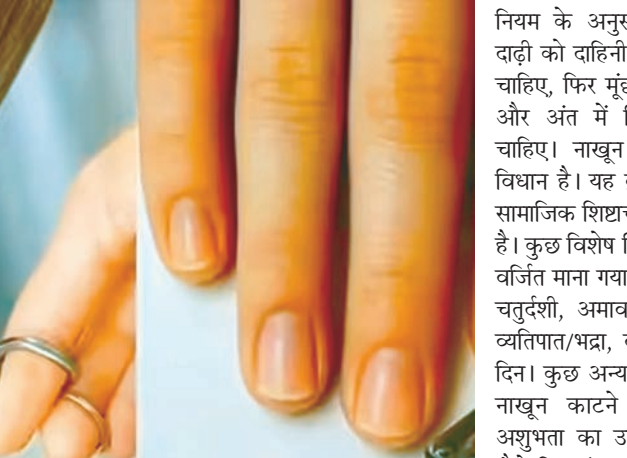 नियम के अनुस
दाढ़ी को दाहिनी
चाहिए, फिर मूंछ
और अंत में
चाहिए। नाखून
विधान है। यह
सामाजिक शिष्टाच
है। कुछ विशेष
वर्जित माना गया
चतुर्दशी, अमाव
व्यतिपात/भद्रा,
दिन। कुछ अन्य
नाखून काटने
अशुभता का उ